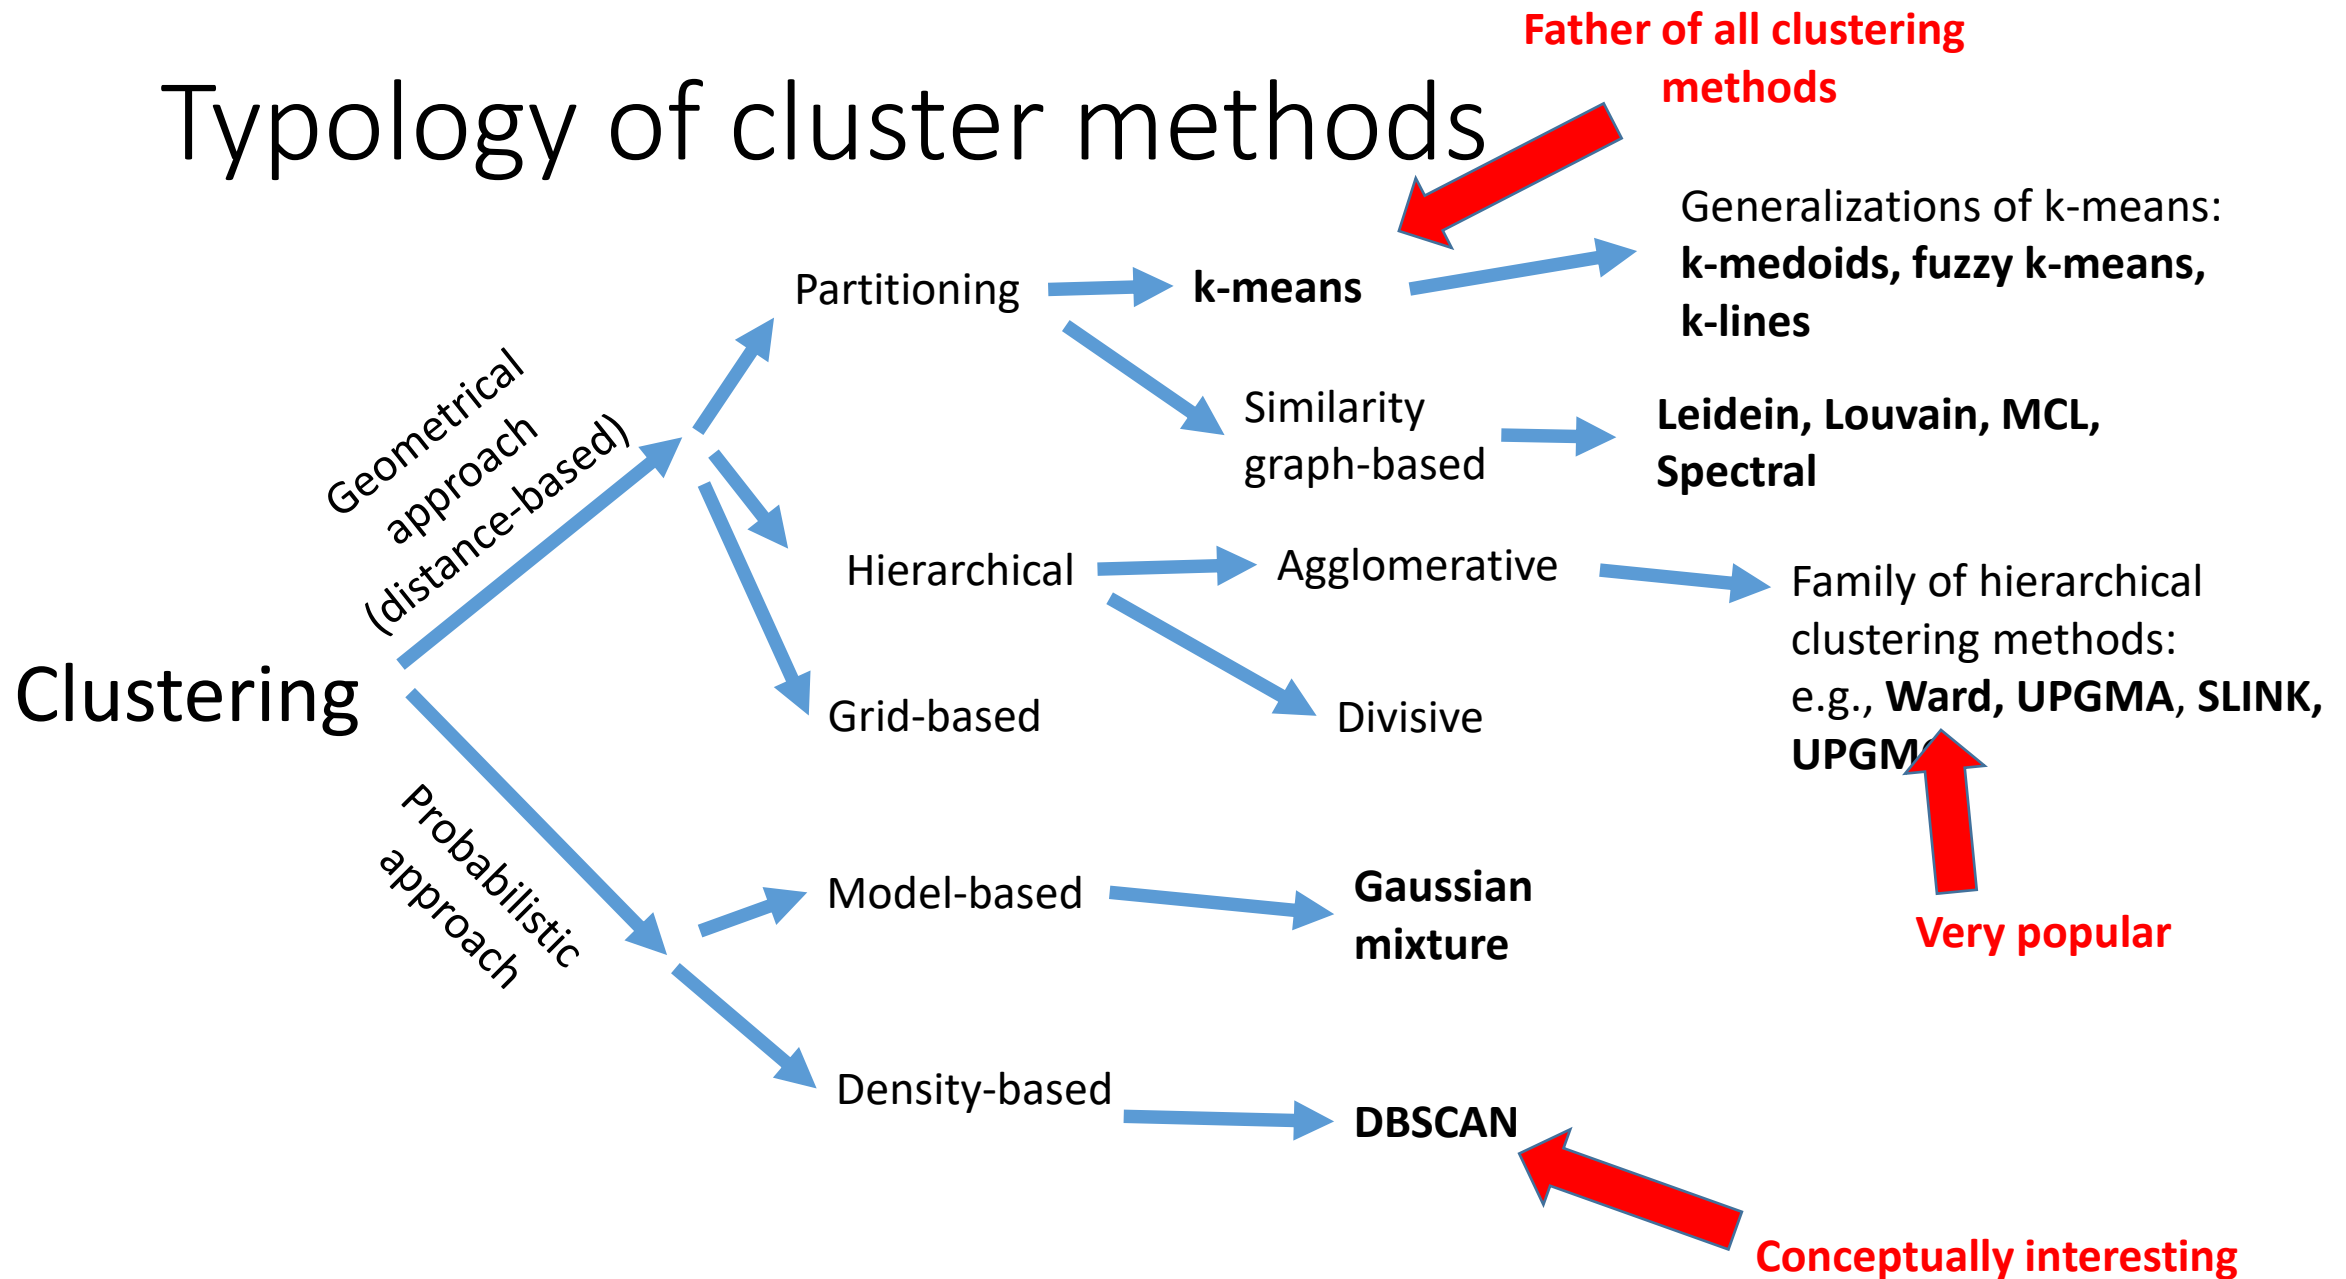 Father of all clustering
methods
Typology of cluster methods
Generalizations of k-means:
k-medoids, fuzzy k-means,
k-lines
Partitioning
k-means
Geometrical
approach
(distance-based)
Similarity
graph-based
Leidein, Louvain, MCL,
Spectral
Hierarchical
Agglomerative
Family of hierarchical
clustering methods:
e.g., Ward, UPGMA, SLINK,
Clustering
Grid-based
Divisive
Probabilistic
approach
Model-based
Gaussian
mixture
Very popular
Density-based
DBSCAN
Conceptually interesting